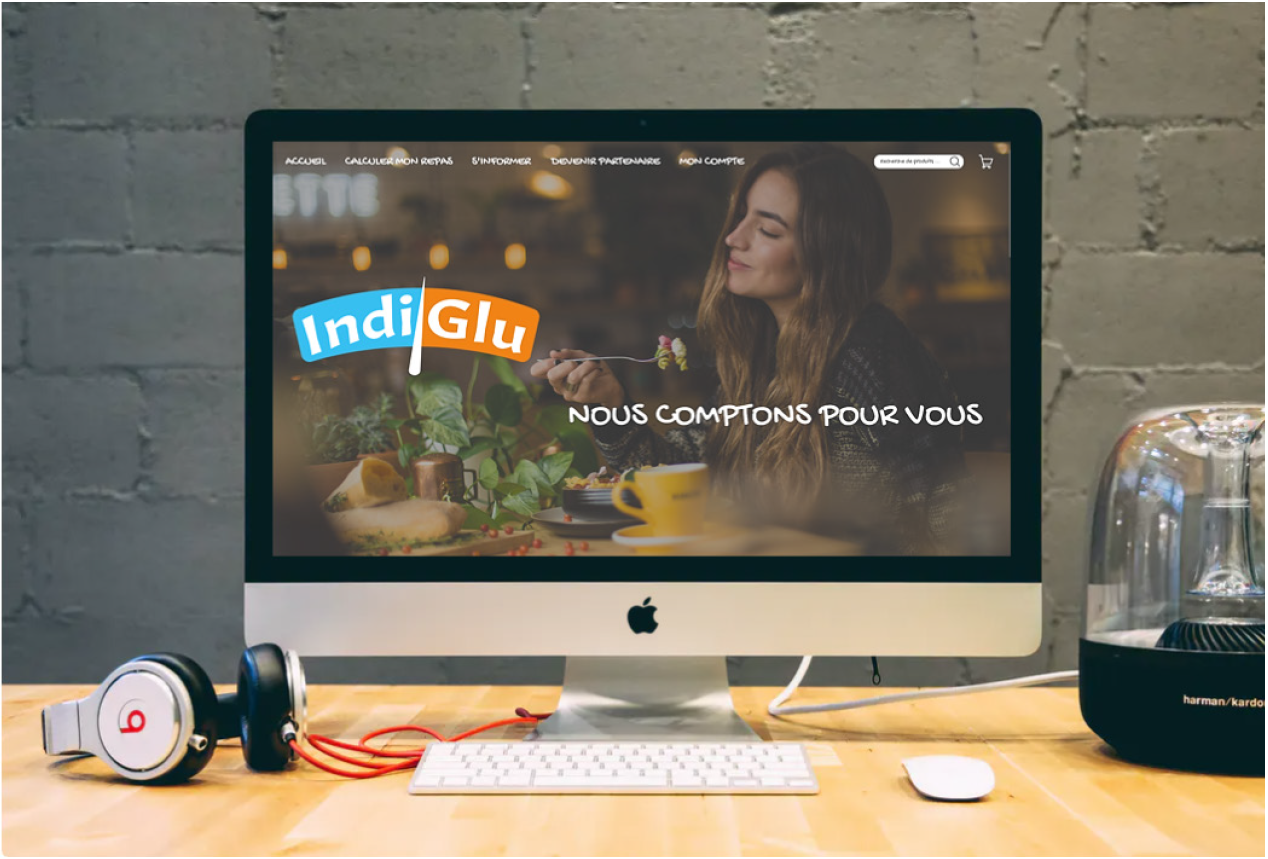 ACCUEIL CALCULER MON REPAS S'INFORMER DEVENIR PARTENAIRE MON COMPTE
de produits ...
ETTE
Indi Glu
NOUS COMPTONS POUR VOUS
harman/kardo